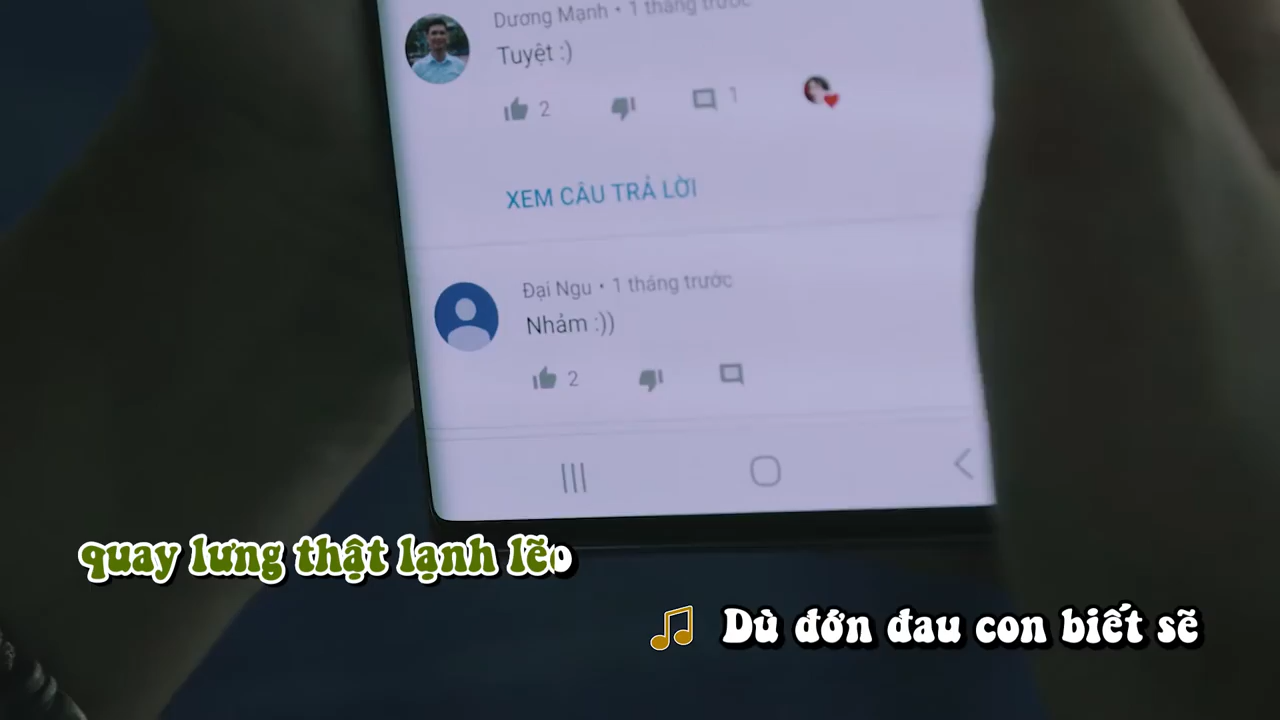 Dương Mạnh • 1 tháng trước
Tuyệt :)
2
1
XEM CÂU TRẢ LỜI
Đại Ngu • 1 tháng trước
Nhảm :))
2
quay lưng thật lạnh lẽo
Dù đớn đau con biết sẽ